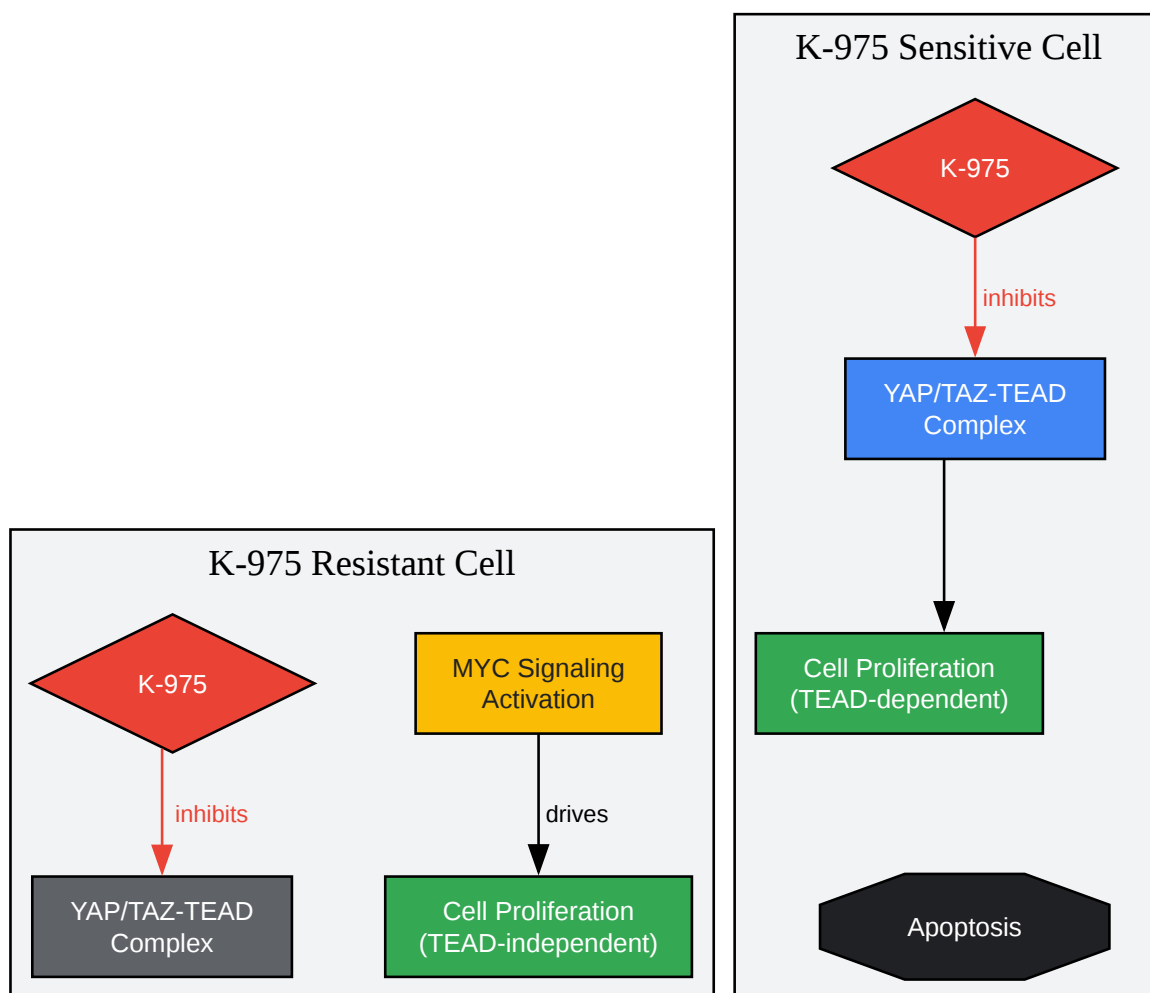 K-975 Sensitive Cell
K-975
inhibits
YAP/TAZ-TEAD
Complex
Cell Proliferation
(TEAD-dependent)
Apoptosis
K-975 Resistant Cell
K-975
inhibits
YAP/TAZ-TEAD
Complex
MYC Signaling
Activation
drives
Cell Proliferation
(TEAD-independent)